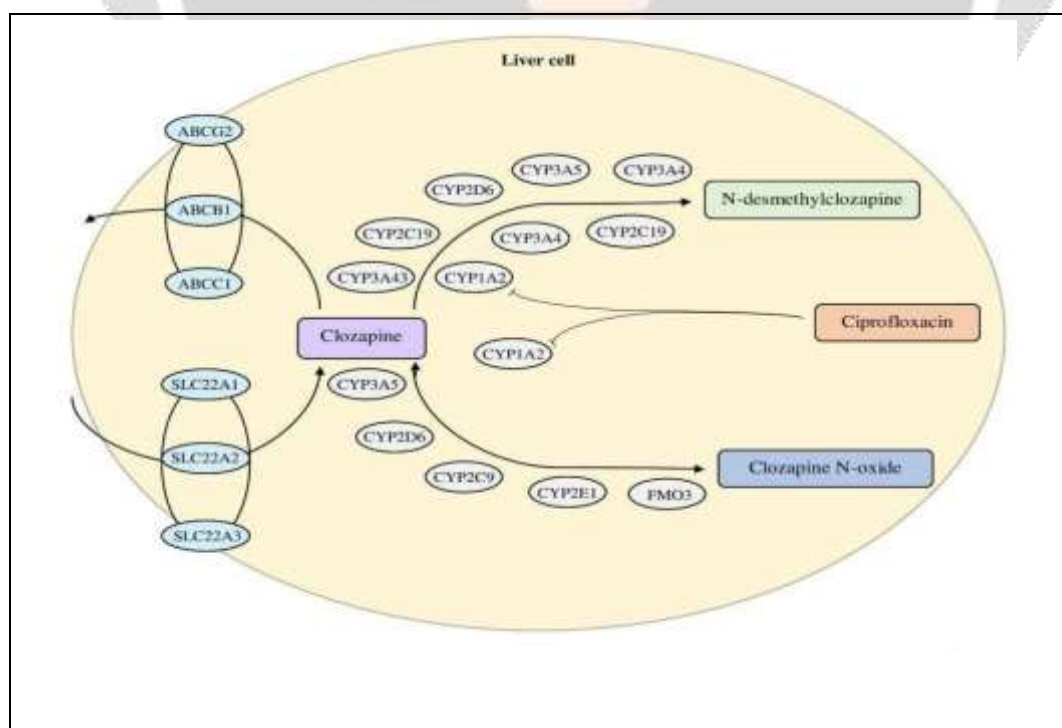 Liver cell
ABCG2
ABCB1
ABCC1
CYP2D6
CYP3A5
CYP3A4
N-desmethylclozapine
CYP2C19
CYP3A4
CYP2C19
CYP3A43
CYP1A2
Clozapine
Ciprofloxacin
CYP1A2
SLC22A1
CYP3A5
SLC22A2
CYP2D6
CYP2C9
CYP2E1
FMO3
Clozapine N-oxide
SLC22A3